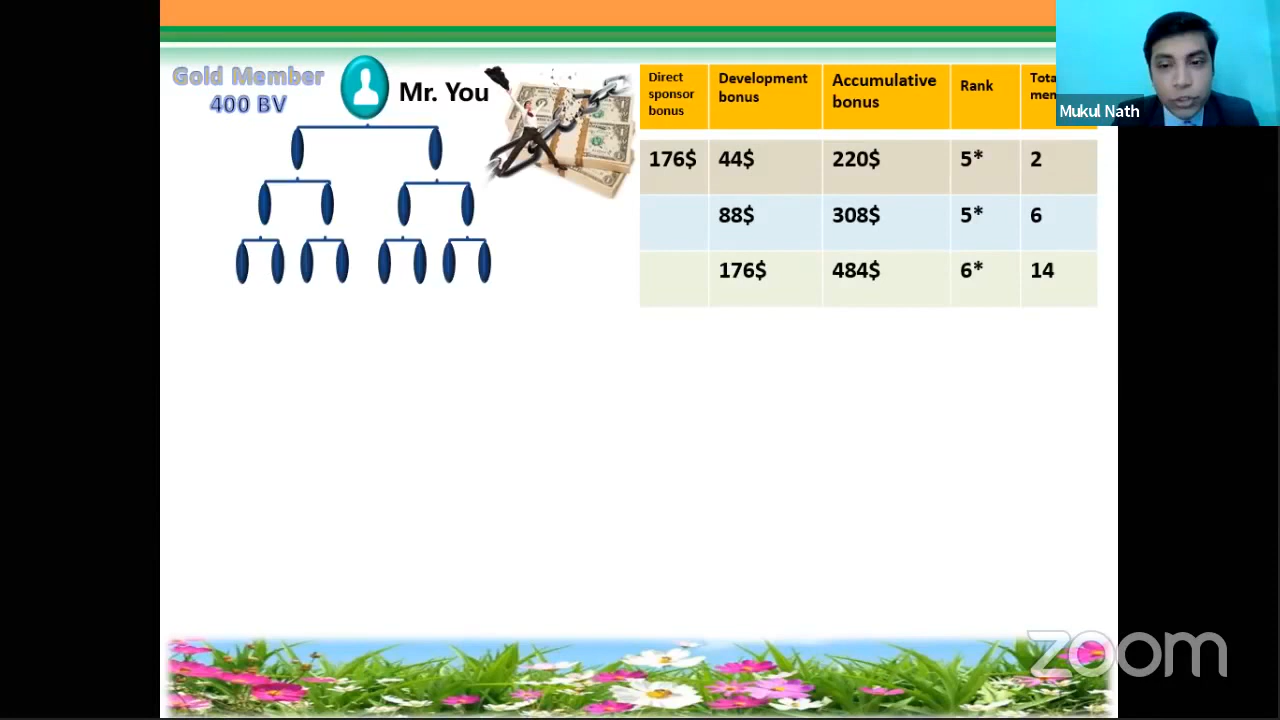 Gold Member
400 BV
Mr. You
Direct sponsor bonus
Development bonus
Accumulative bonus
Rank
Mukul Nath
176$ 44$ 220$ 5* 2
88$ 308$ 5* 6
176$ 484$ 6* 14
zoom